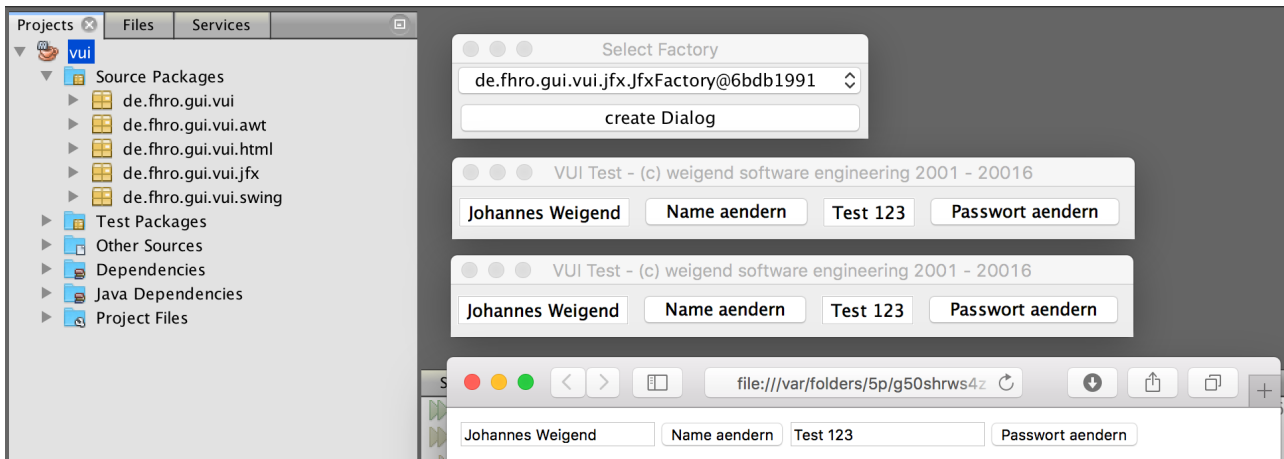 Projects Files Services
vui
Source Packages
de.fhro.gui.vui
de.fhro.gui.vui.awt
de.fhro.gui.vui.html
de.fhro.gui.vui.jfx
de.fhro.gui.vui.swing
Test Packages
Other Sources
Dependencies
Java Dependencies
Project Files
Select Factory
de.fhro.gui.vui.jfx.JfxFactory@6bdb1991
create Dialog
VUI Test - (c) weigend software engineering 2001 - 20016
Johannes Weigend Name aendern Test 123 Passwort aendern
VUI Test - (c) weigend software engineering 2001 - 20016
Johannes Weigend Name aendern Test 123 Passwort aendern
file:///var/folders/5p/g50shrws4z
Johannes Weigend Name aendern Test 123 Passwort aendern